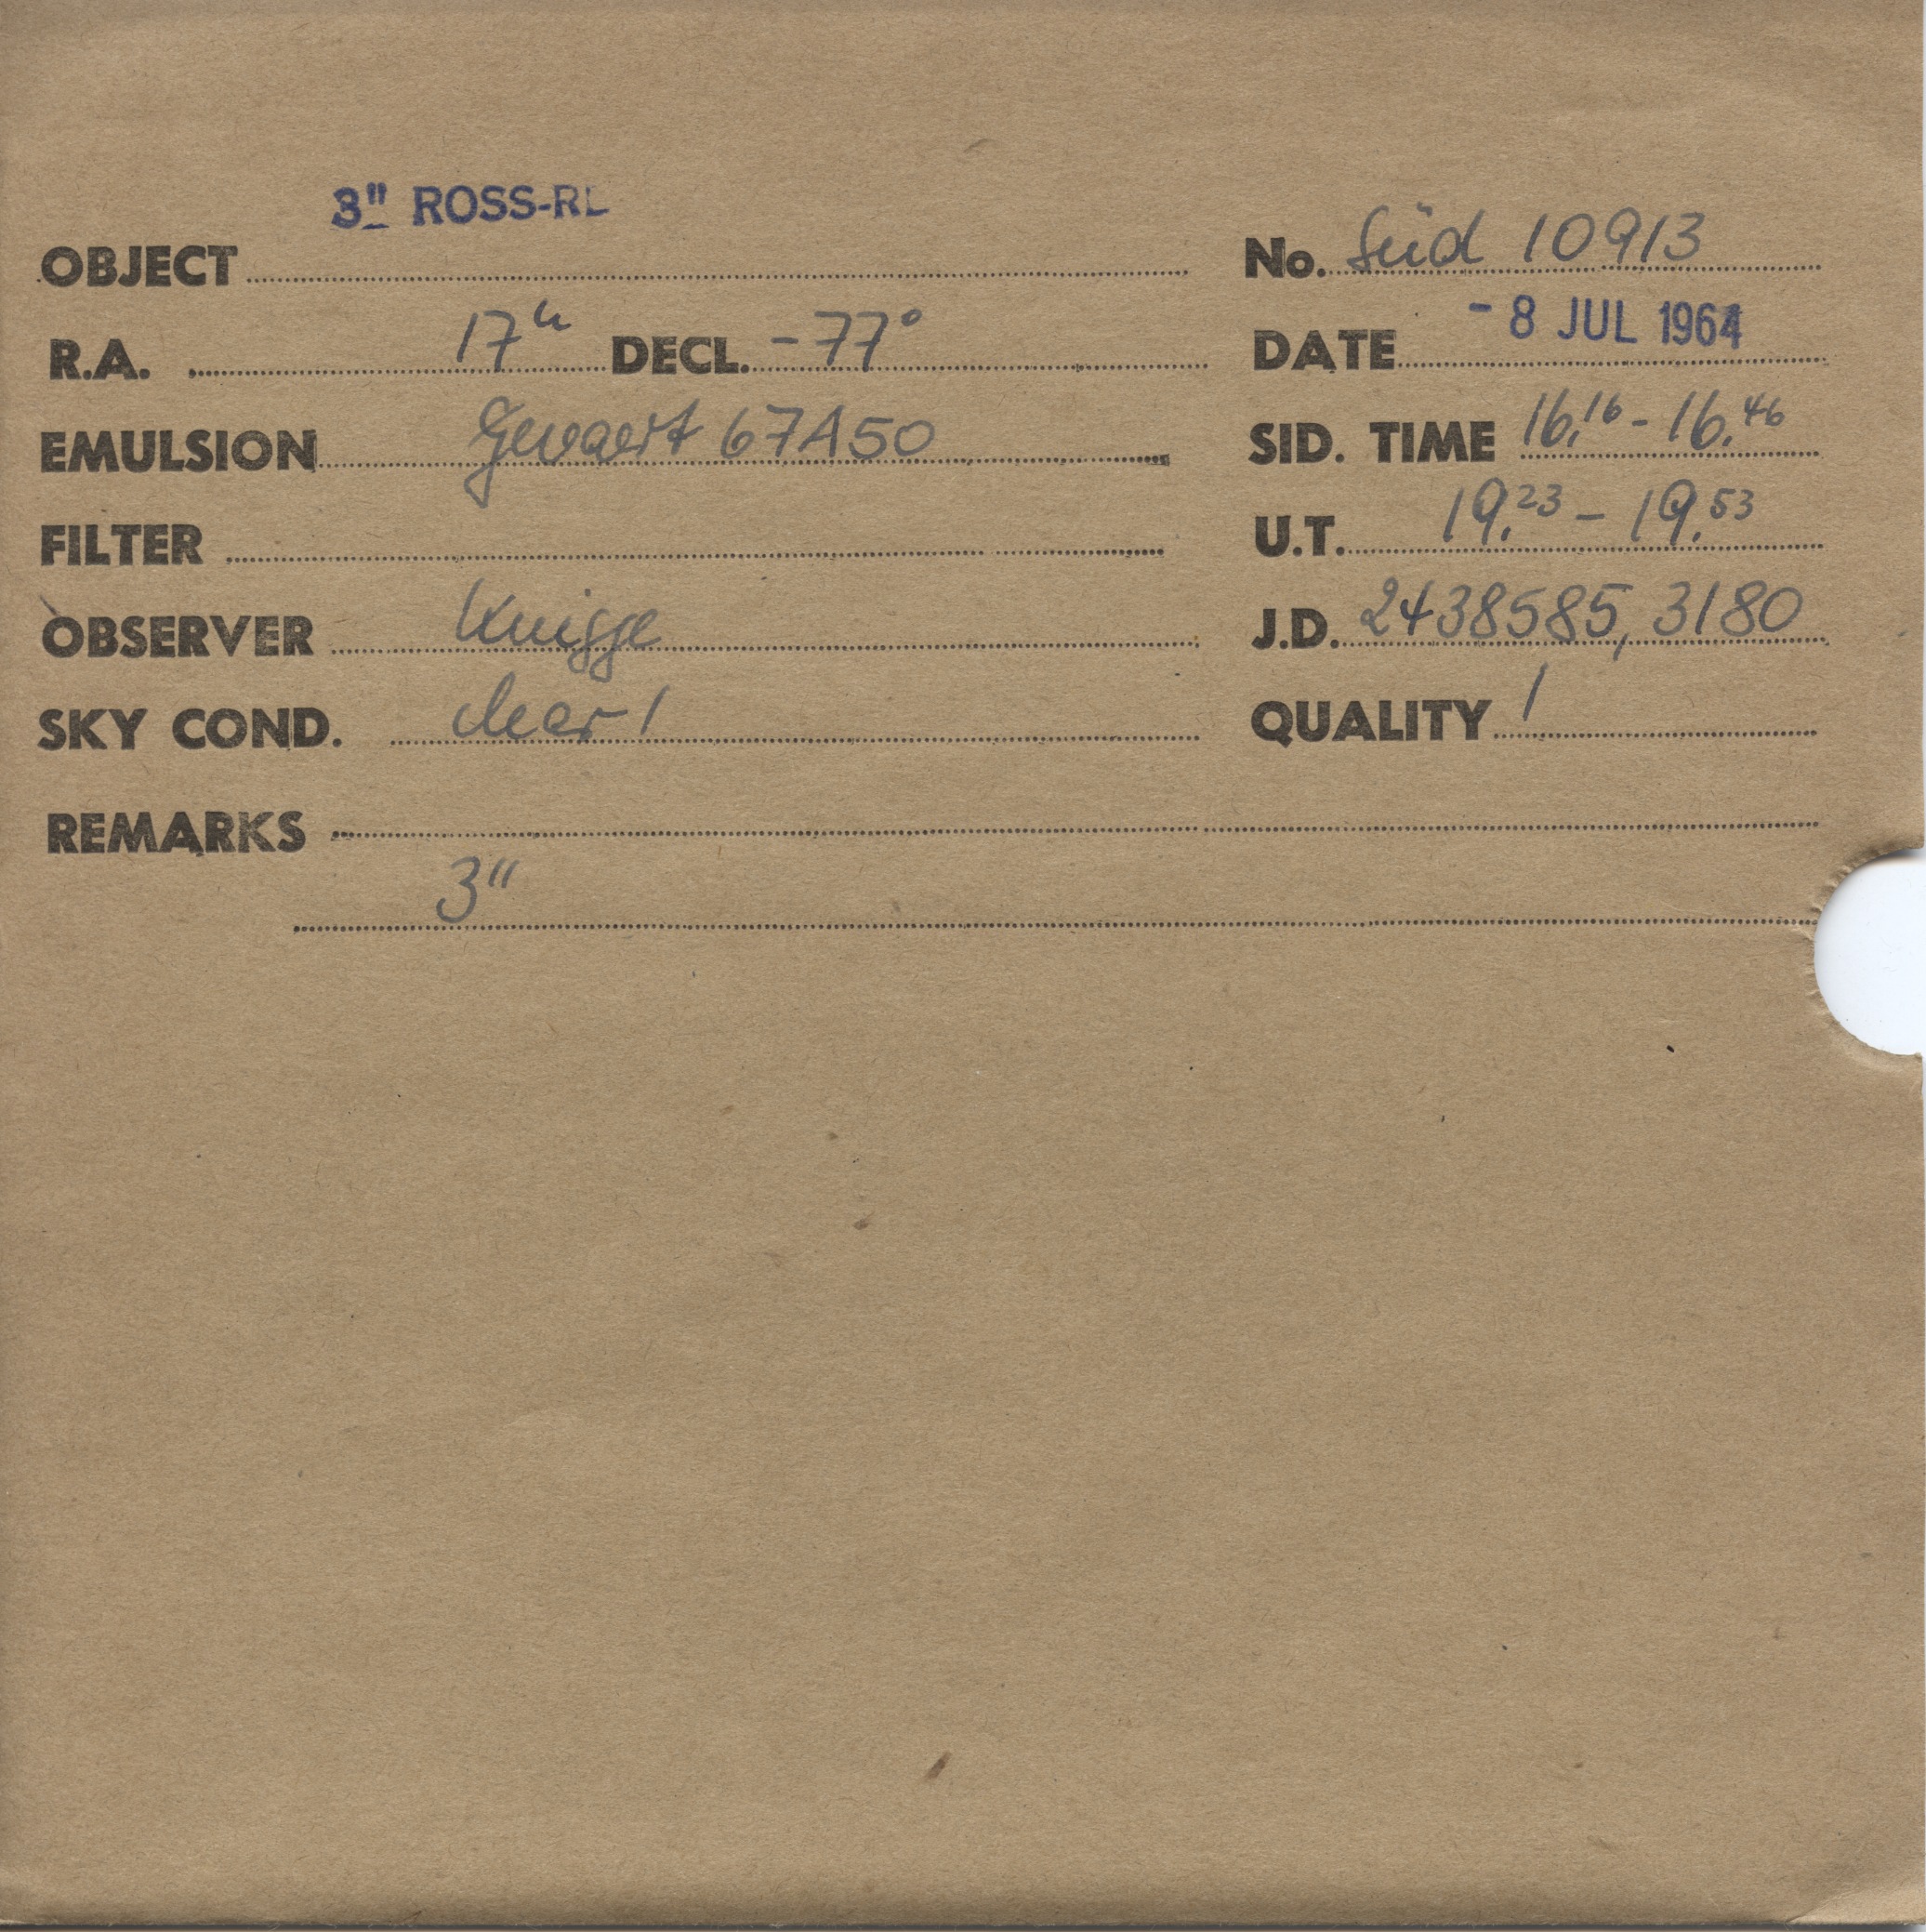 3" ROSS-RL
OBJECT
No. Süd 10913
R.A. 17h DECL. -77°
DATE - 8 JUL 1964
EMULSION Gevaert 67A50
SID. TIME 16.16 - 16.46
FILTER
U.T. 19.23 - 19.53
OBSERVER Knigge
J.D. 2438585,3180
SKY COND. clear 1
QUALITY 1
REMARKS
3"